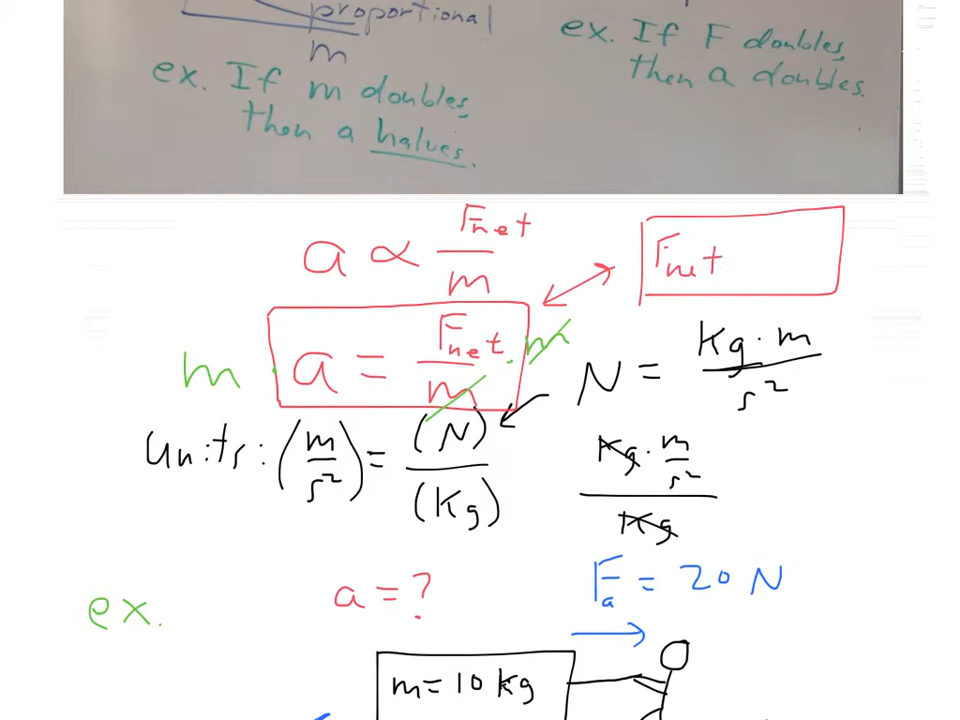 proportional
m
ex. If m doubles,
then a halves.
ex. If F doubles,
then a doubles.
a ∝ Fnet / m
Fnet
m · a = Fnet / m · m
N = Kg · m / s²
units: (m / s²) = (N) / (Kg)
Kg · m / s² / Kg
ex.
a = ?
Fa = 20 N
m = 10 kg